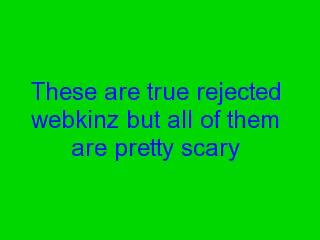 These are true rejected
webkinz but all of them
are pretty scary